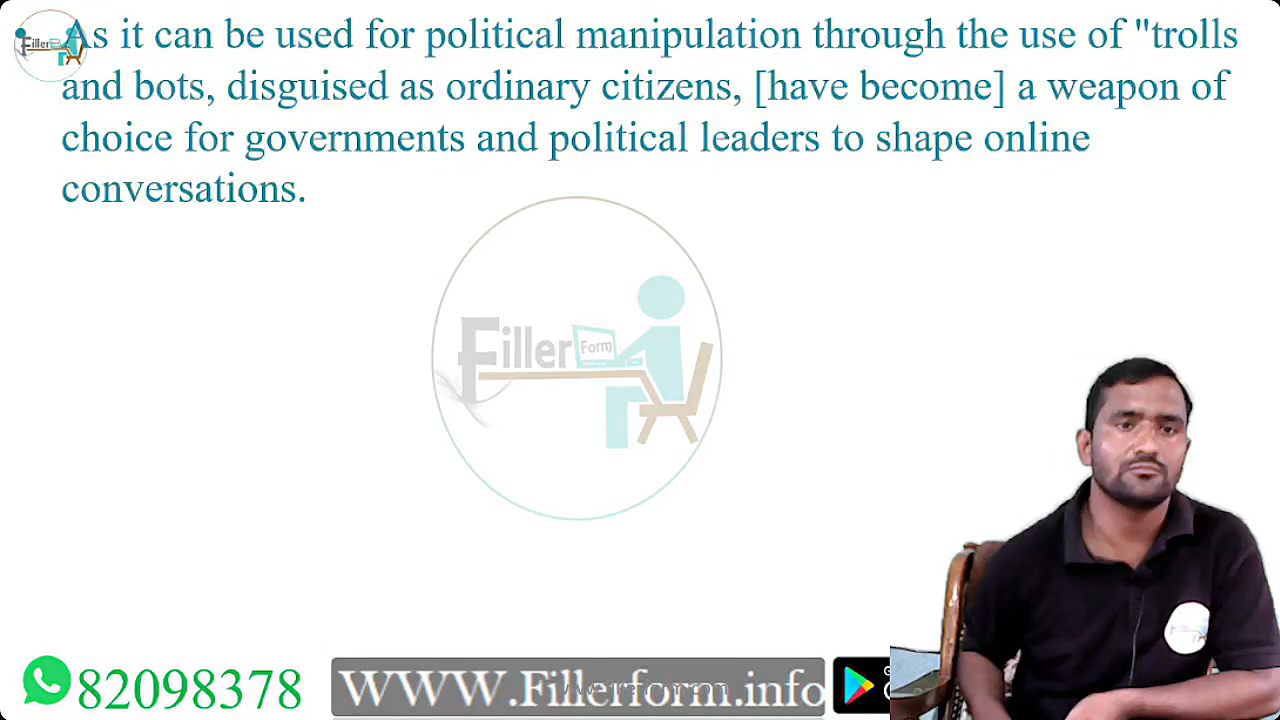 As it can be used for political manipulation through the use of "trolls
and bots, disguised as ordinary citizens, [have become] a weapon of
choice for governments and political leaders to shape online
conversations.
Filler Form
82098378
WWW.Fillerform.info